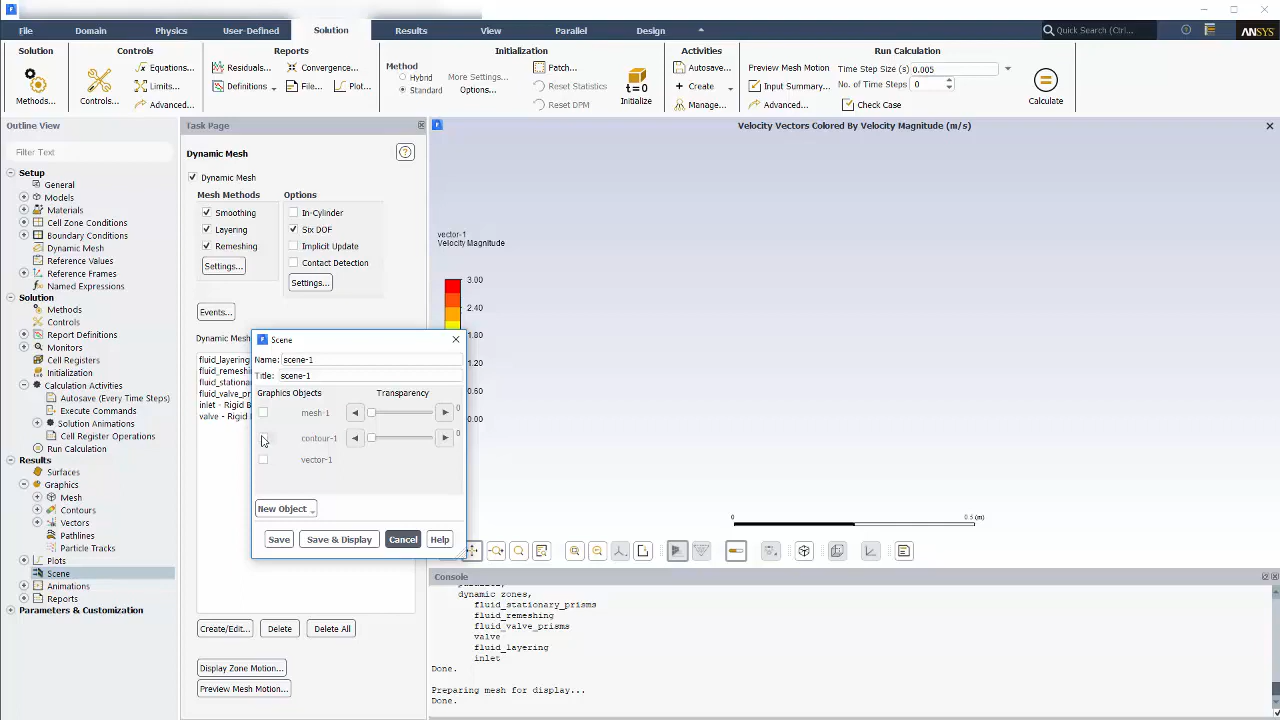 File Domain Physics User-Defined Solution Results View Parallel Design Quick Search (Ctrl... ANSYS
Solution Controls Reports Initialization Activities Run Calculation
Methods... Controls... Equations... Limits... Advanced...
Residuals... Convergence...
Definitions... File... Plot...
Method
Hybrid
Standard
More Settings...
Options...
Patch...
Reset Statistics
Reset DPM
t=0
Initialize
Autosave...
Create
Manage...
Preview Mesh Motion
Input Summary...
Advanced...
Time Step Size (s) 0.005
No. of Time Steps 0
Check Case
Calculate
Outline View
Filter Text
Setup
General
Models
Materials
Cell Zone Conditions
Boundary Conditions
Dynamic Mesh
Reference Values
Reference Frames
Named Expressions
Solution
Methods
Controls
Report Definitions
Monitors
Cell Registers
Initialization
Calculation Activities
Autosave (Every Time Steps)
Execute Commands
Solution Animations
Cell Register Operations
Run Calculation
Results
Surfaces
Graphics
Mesh
Contours
Vectors
Pathlines
Particle Tracks
Plots
Scene
Animations
Reports
Parameters & Customization
Task Page
Dynamic Mesh
Dynamic Mesh
Mesh Methods Options
Smoothing In-Cylinder
Layering Six DOF
Remeshing Implicit Update
Contact Detection
Settings... Settings...
Events...
Dynamic Mesh
fluid_layering
inlet - Rigid B
valve - Rigid
Create/Edit... Delete Delete All
Display Zone Motion...
Preview Mesh Motion...
Scene
Name: scene-1
Title: scene-1
Graphics Objects Transparency
mesh-1 0
contour-1 0
vector-1
New Object
Save Save & Display Cancel Help
Velocity Vectors Colored By Velocity Magnitude (m/s)
vector-1
Velocity Magnitude
3.00
2.40
1.80
1.20
0.60
0.00
0 0.5 (m)
Console
dynamic zones,
fluid_stationary_prisms
fluid_remeshing
fluid_valve_prisms
valve
fluid_layering
inlet
Done.
Preparing mesh for display...
Done.